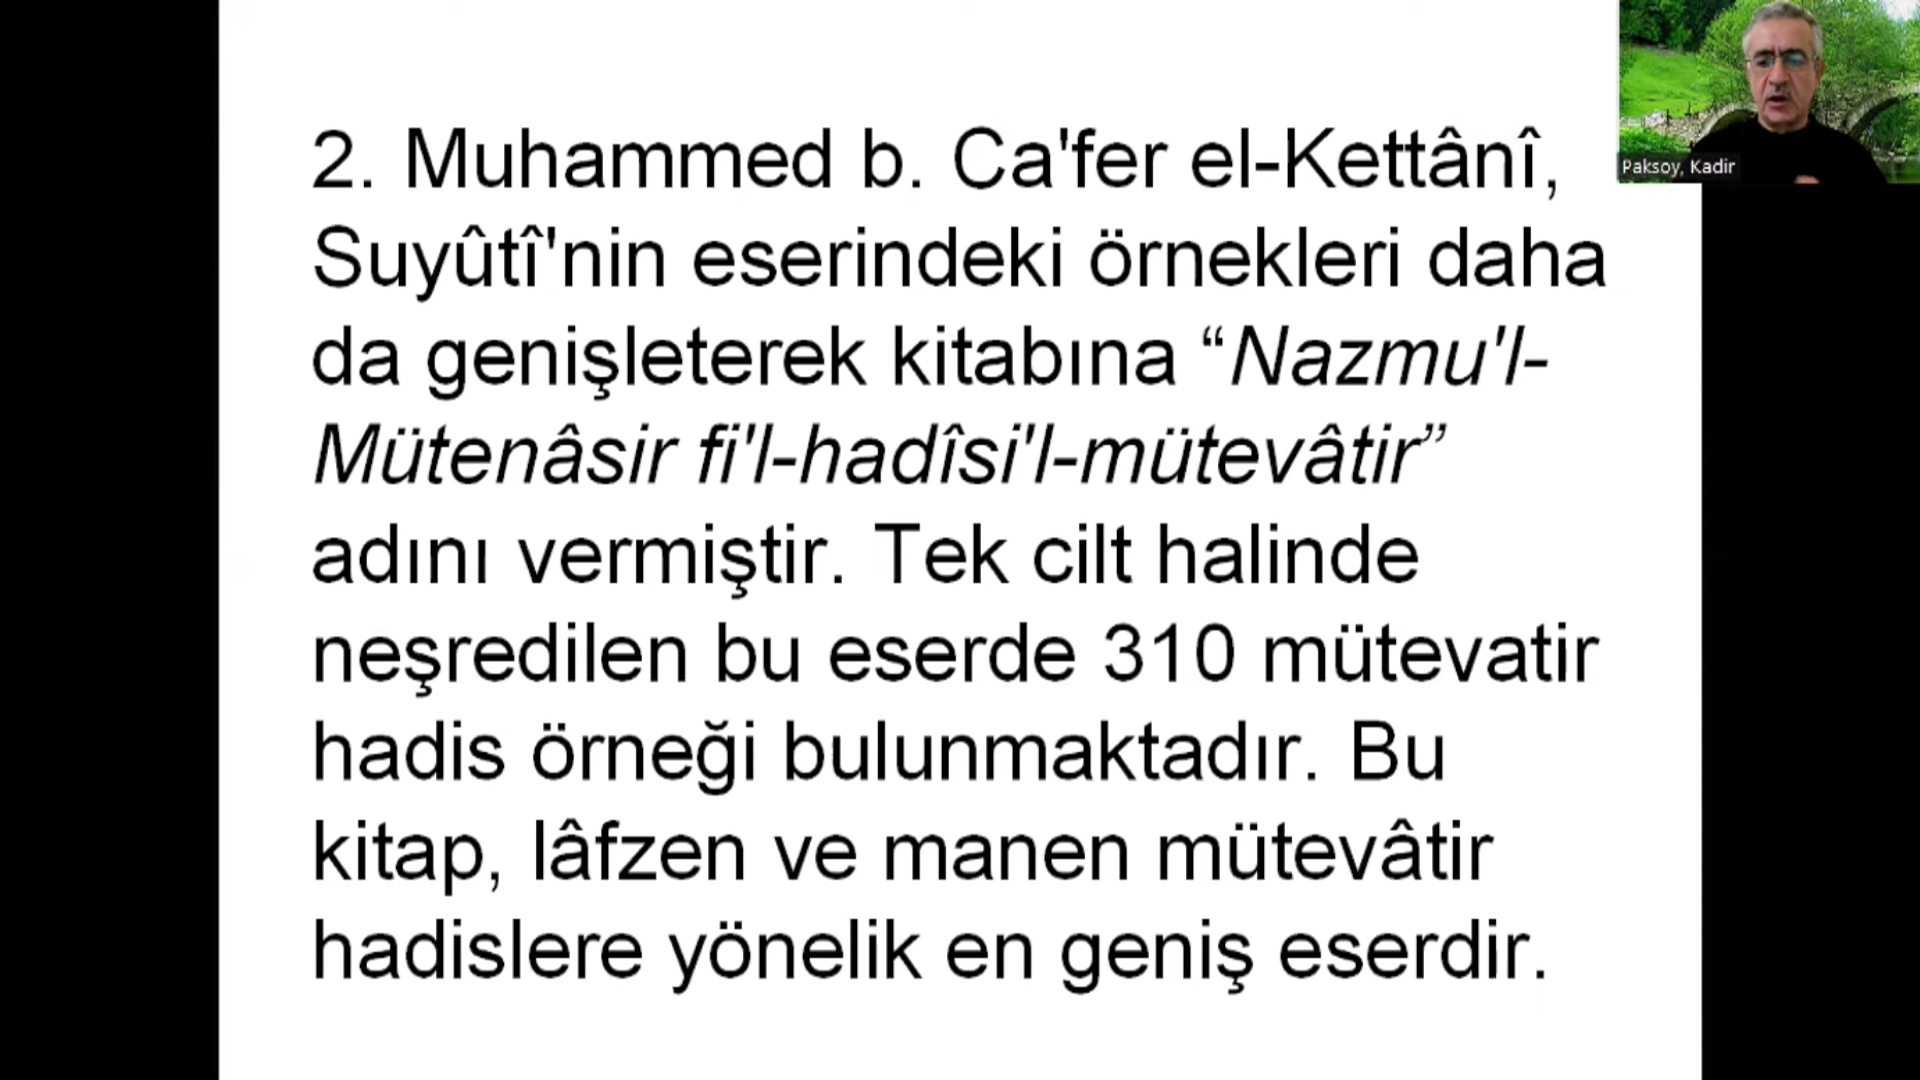 2. Muhammed b. Ca'fer el-Kettânî,
Suyûtî'nin eserindeki örnekleri daha
da genişleterek kitabına “Nazmu'l-
Mütenâsir fi'l-hadîsi'l-mütevâtir”
adını vermiştir. Tek cilt halinde
neşredilen bu eserde 310 mütevatir
hadis örneği bulunmaktadır. Bu
kitap, lâfzen ve manen mütevâtir
hadislere yönelik en geniş eserdir.
Paksoy, Kadir